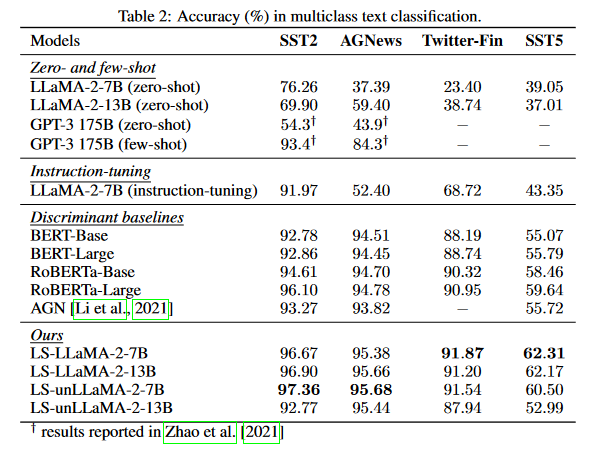 Table 2: Accuracy (%) in multiclass text classification.
Models SST2 AGNews Twitter-Fin SST5
Zero- and few-shot
LLaMA-2-7B (zero-shot) 76.26 37.39 23.40 39.05
LLaMA-2-13B (zero-shot) 69.90 59.40 38.74 37.01
GPT-3 175B (zero-shot) 54.3† 43.9† − −
GPT-3 175B (few-shot) 93.4† 84.3† − −
Instruction-tuning
LLaMA-2-7B (instruction-tuning) 91.97 52.40 68.72 43.35
Discriminant baselines
BERT-Base 92.78 94.51 88.19 55.07
BERT-Large 92.86 94.45 88.74 55.79
RoBERTa-Base 94.61 94.70 90.32 58.46
RoBERTa-Large 96.10 94.78 90.95 59.64
AGN [Li et al., 2021] 93.27 93.82 − 55.72
Ours
LS-LLaMA-2-7B 96.67 95.38 91.87 62.31
LS-LLaMA-2-13B 96.90 95.66 91.20 62.17
LS-unLLaMA-2-7B 97.36 95.68 91.54 60.50
LS-unLLaMA-2-13B 92.77 95.44 87.94 52.99
† results reported in Zhao et al. [2021]